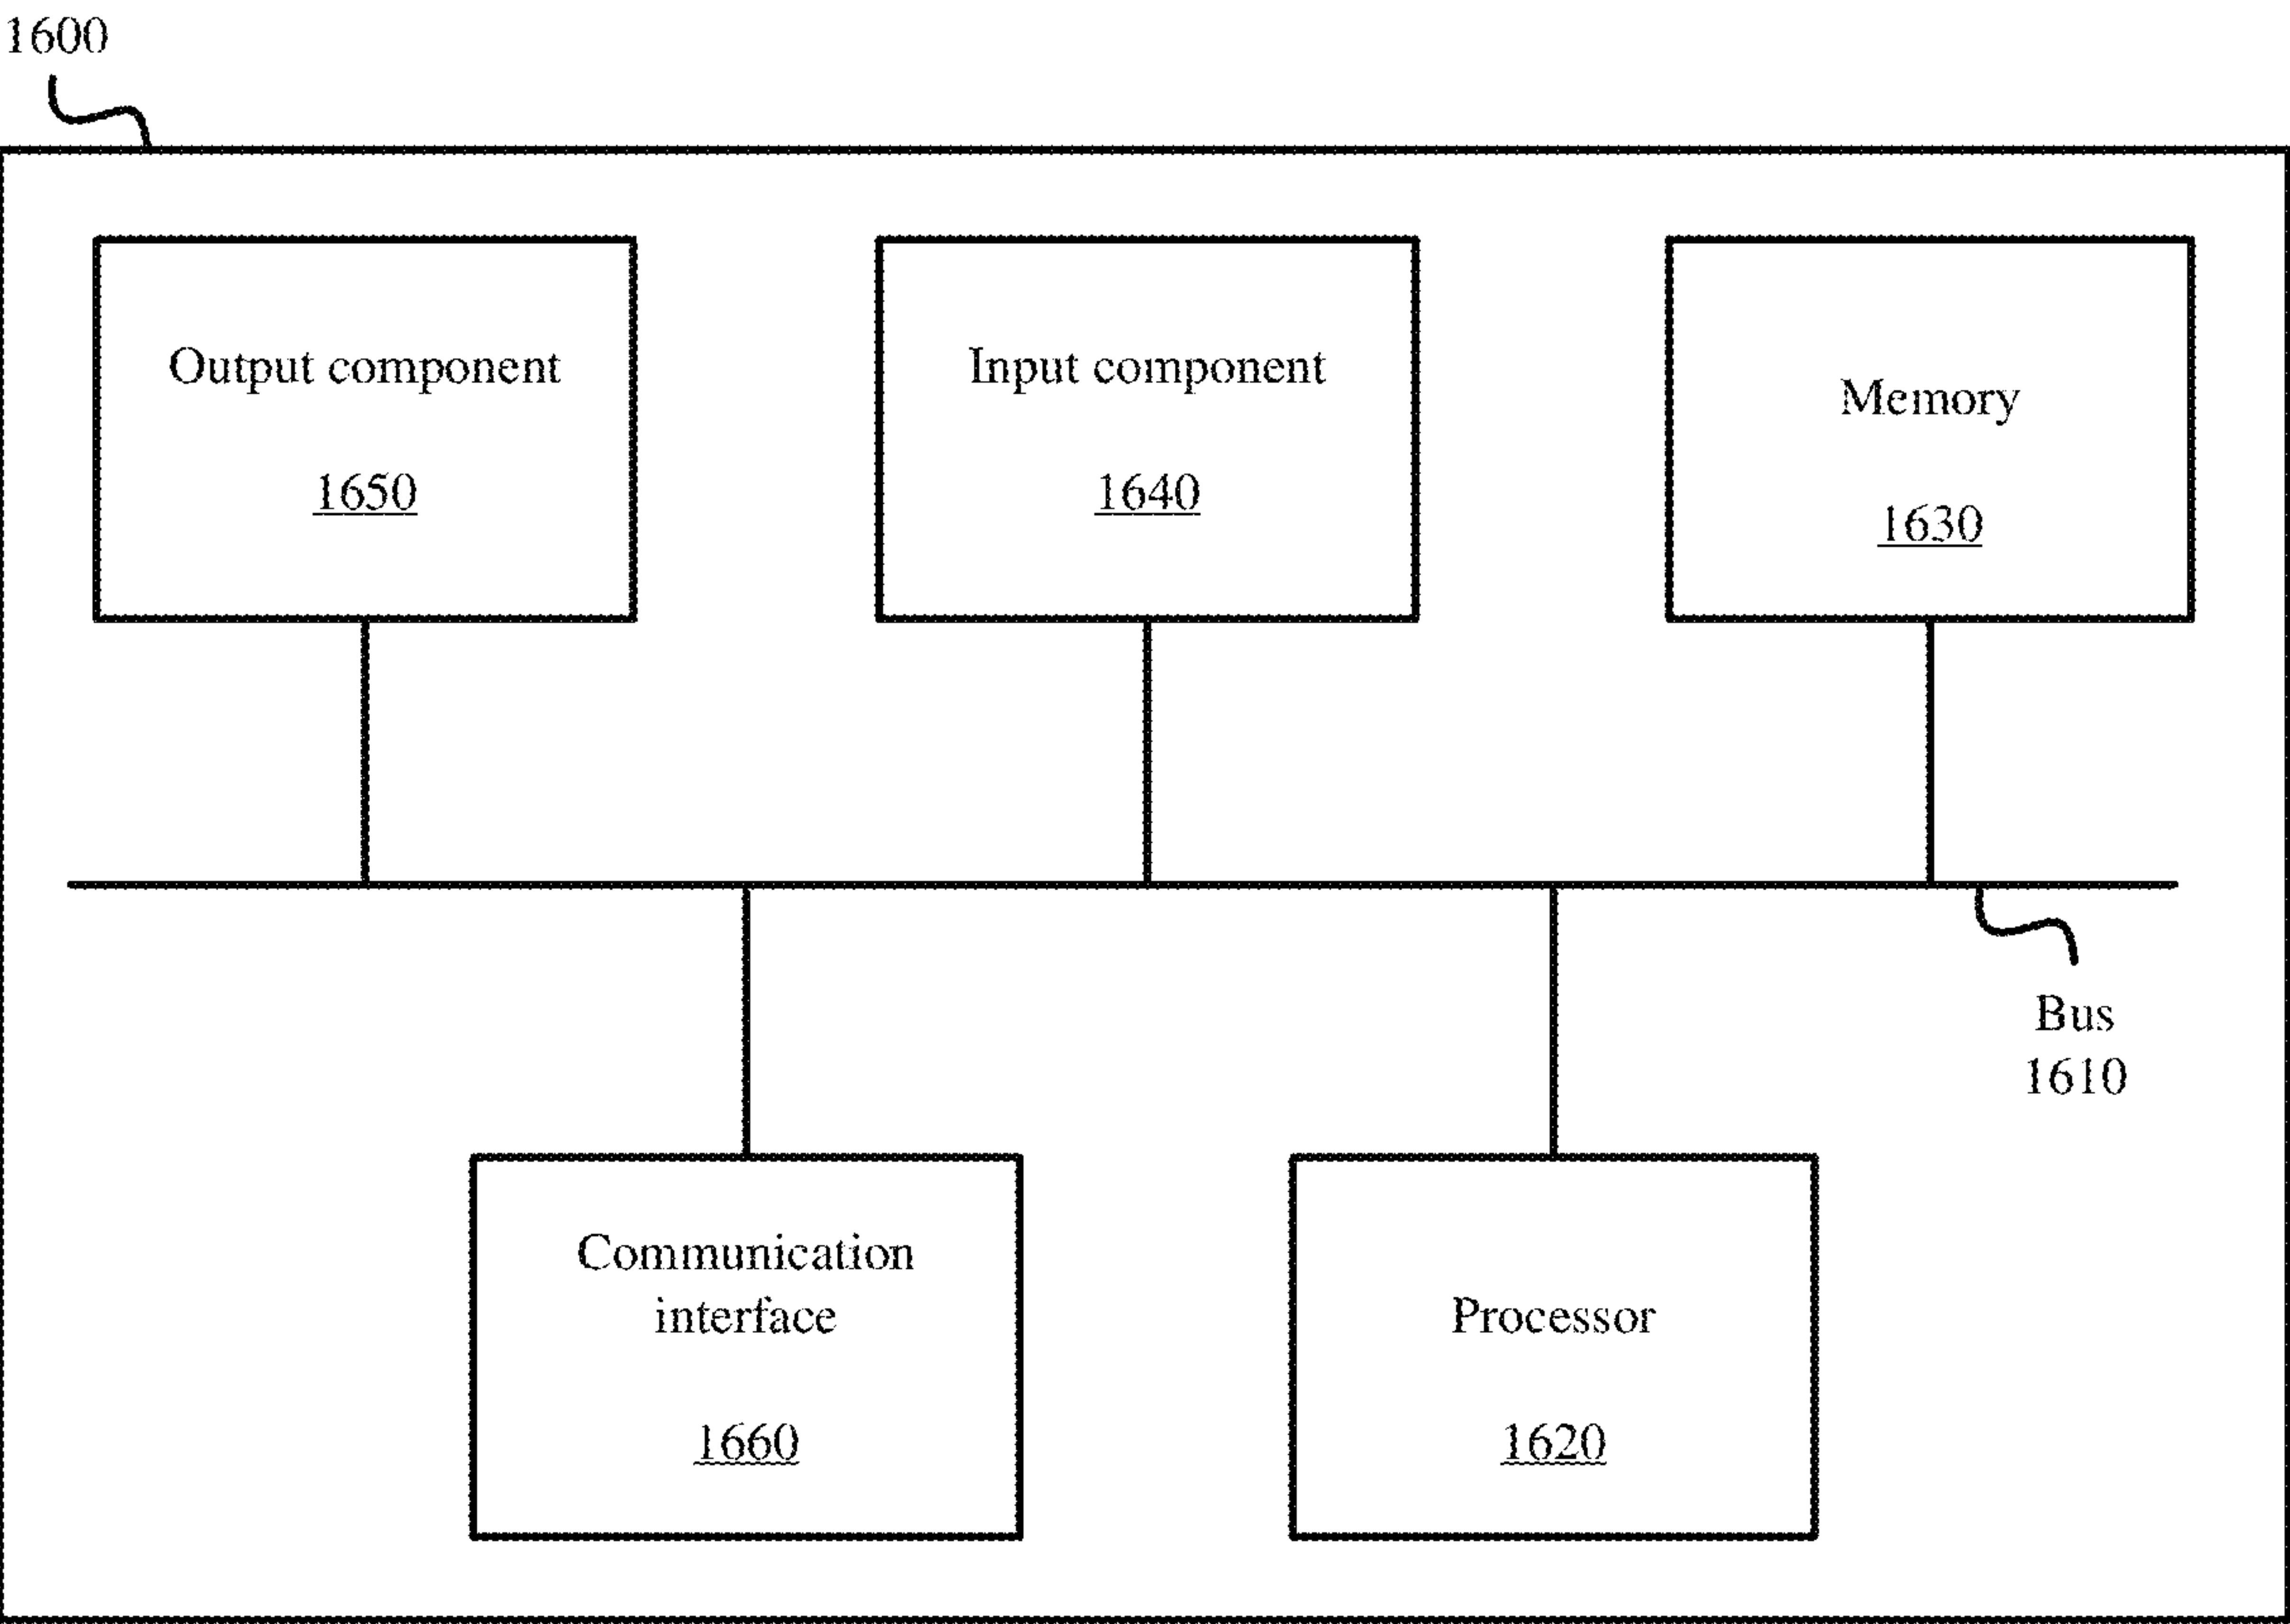 1600
Output component
1650
Input component
1640
Memory
1630
Bus
1610
Communication
interface
1660
Processor
1620